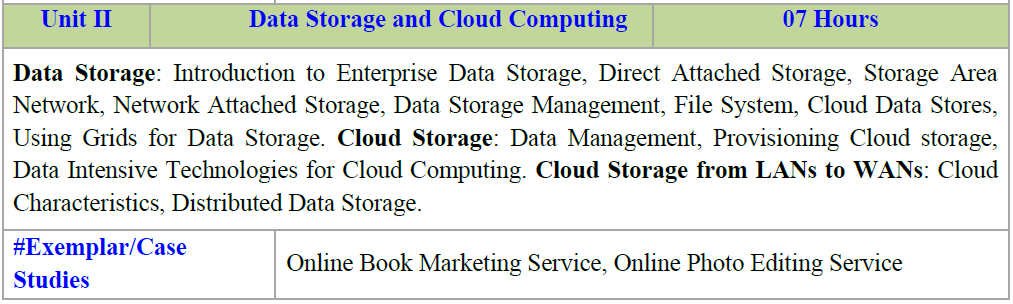 Unit II Data Storage and Cloud Computing 07 Hours
Data Storage: Introduction to Enterprise Data Storage, Direct Attached Storage, Storage Area
Network, Network Attached Storage, Data Storage Management, File System, Cloud Data Stores,
Using Grids for Data Storage. Cloud Storage: Data Management, Provisioning Cloud storage,
Data Intensive Technologies for Cloud Computing. Cloud Storage from LANs to WANs: Cloud
Characteristics, Distributed Data Storage.
#Exemplar/Case
Studies
Online Book Marketing Service, Online Photo Editing Service